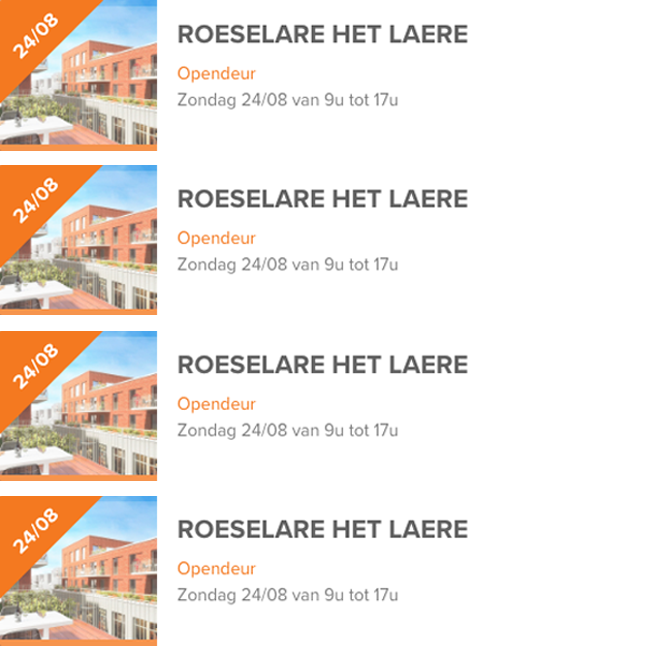 24/08
ROESELARE HET LAERE
Opendeur
Zondag 24/08 van 9u tot 17u
24/08
ROESELARE HET LAERE
Opendeur
Zondag 24/08 van 9u tot 17u
24/08
ROESELARE HET LAERE
Opendeur
Zondag 24/08 van 9u tot 17u
24/08
ROESELARE HET LAERE
Opendeur
Zondag 24/08 van 9u tot 17u